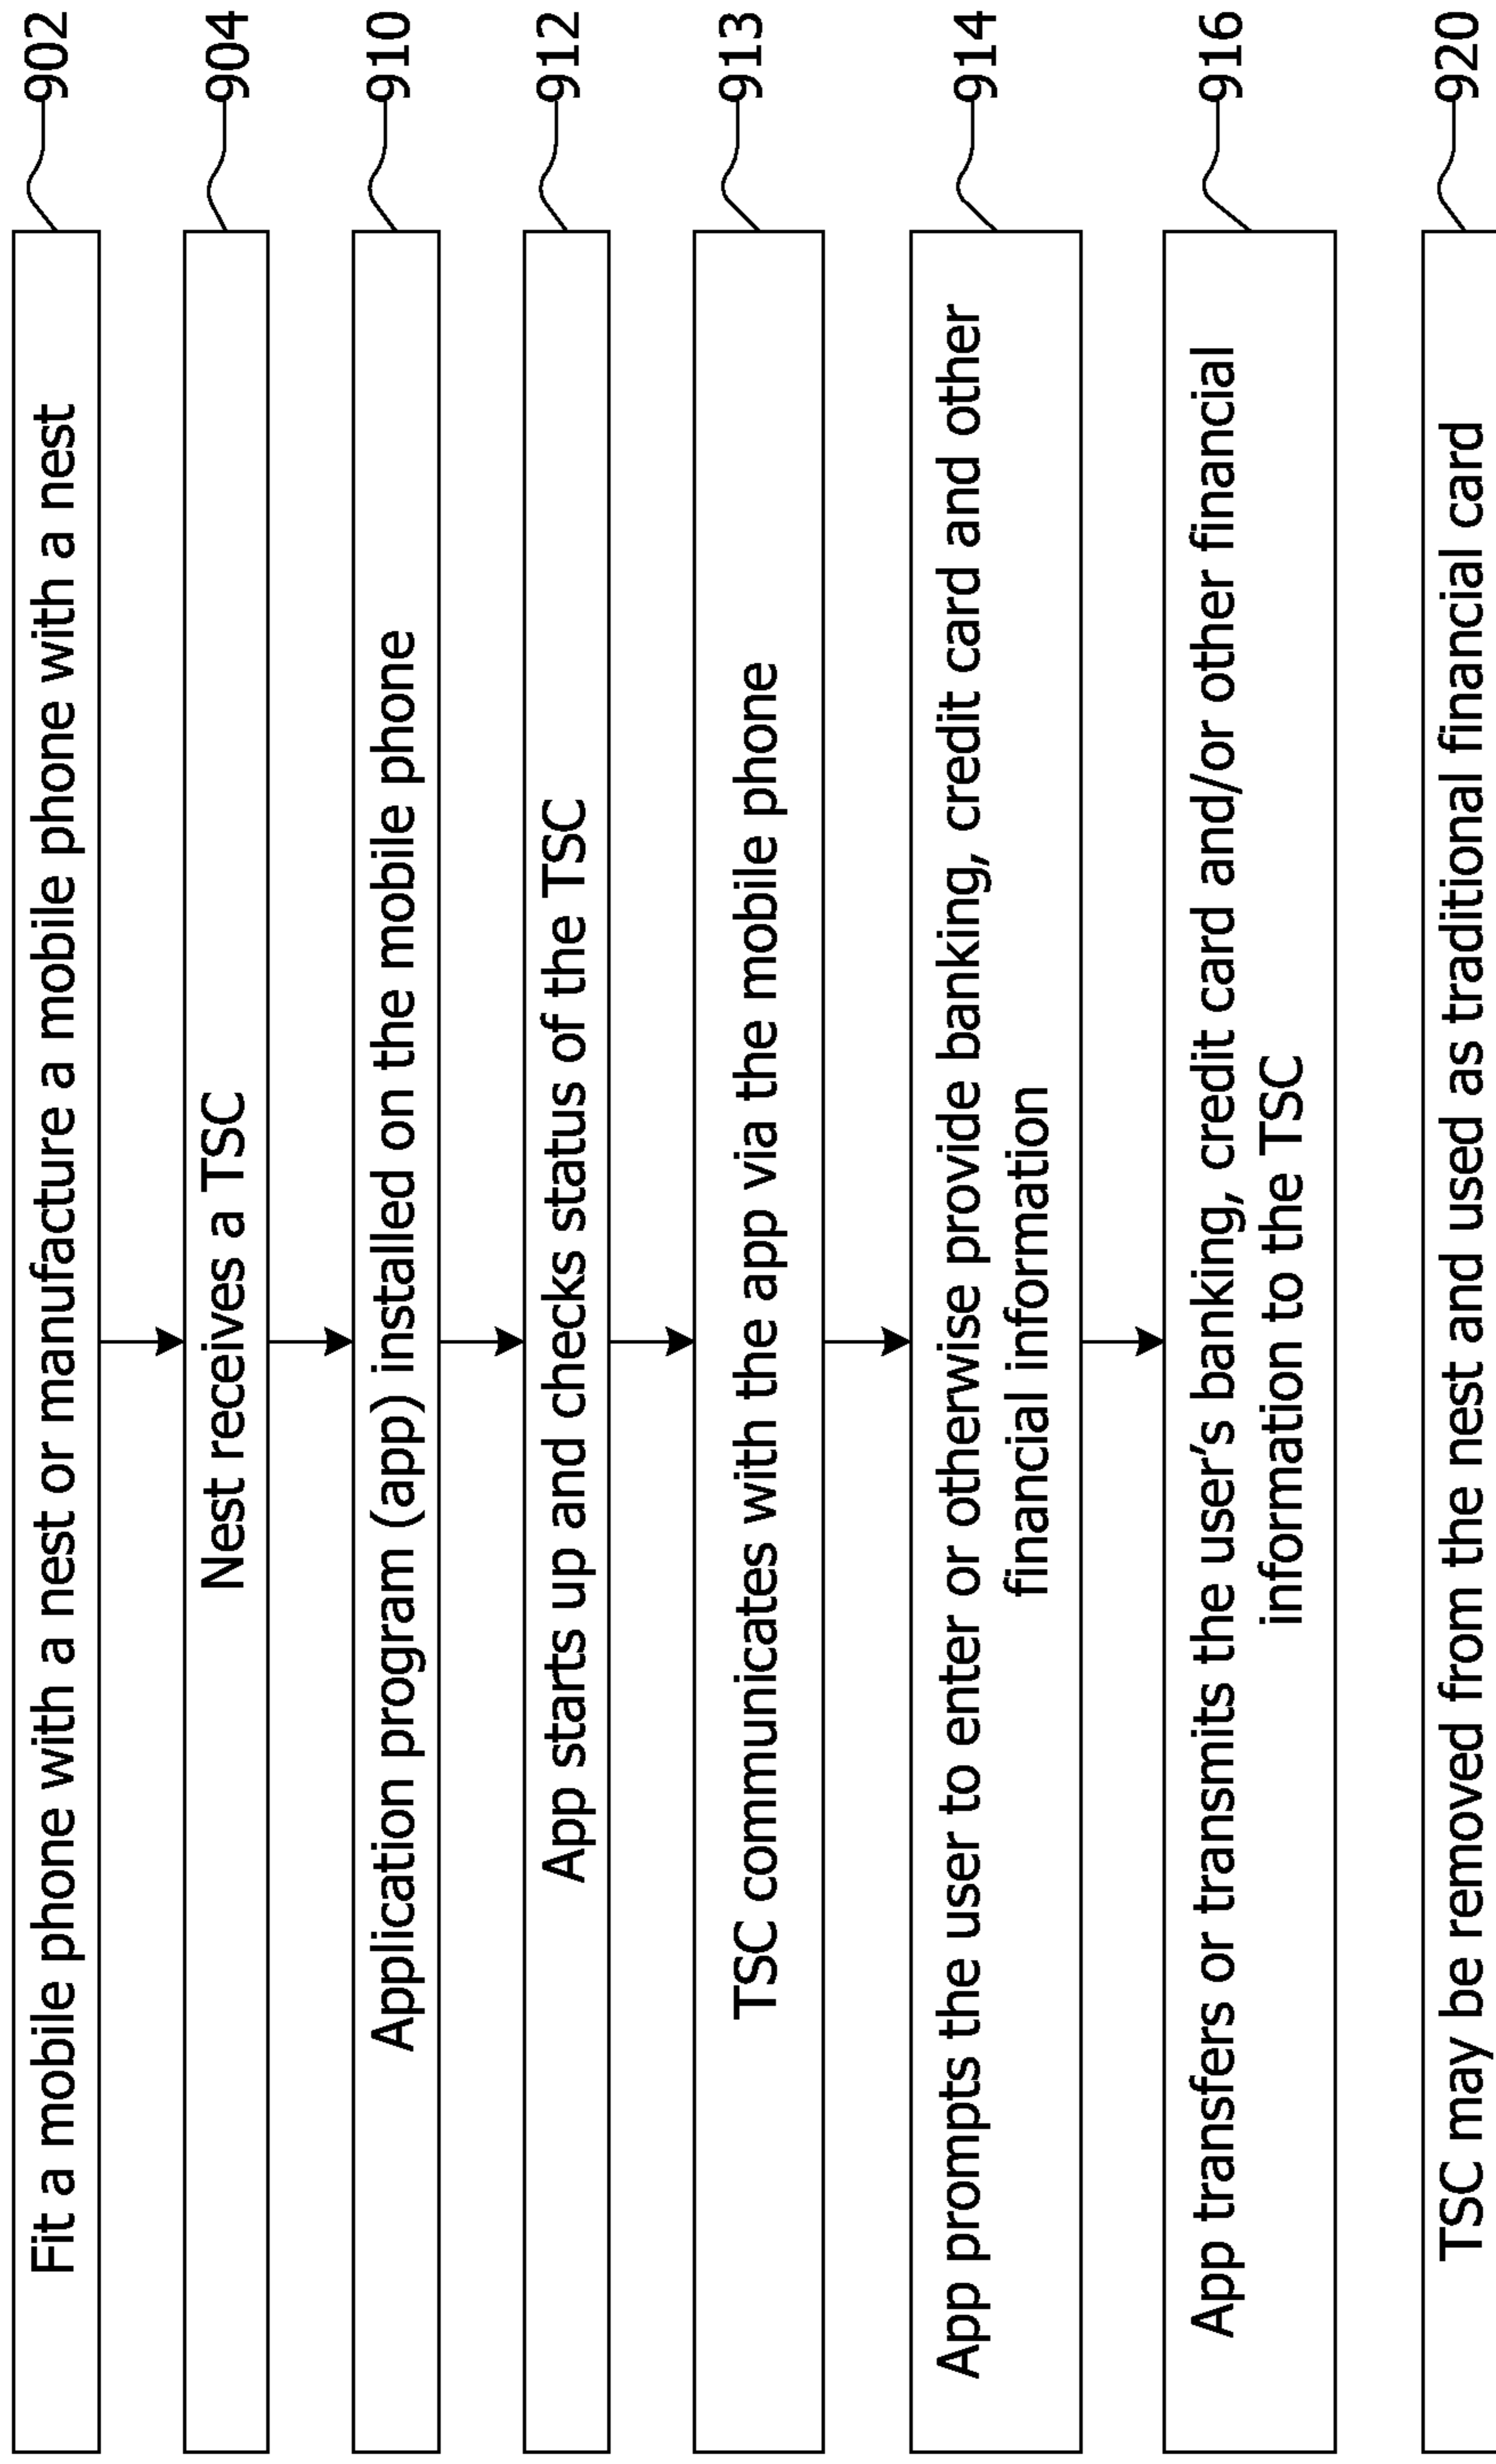 Fit a mobile phone with a nest or manufacture a mobile phone with a nest
902
Nest receives a TSC
904
Application program (app) installed on the mobile phone
910
App starts up and checks status of the TSC
912
TSC communicates with the app via the mobile phone
913
App prompts the user to enter or otherwise provide banking, credit card and other
financial information
914
App transfers or transmits the user’s banking, credit card and/or other financial
information to the TSC
916
TSC may be removed from the nest and used as traditional financial card
920